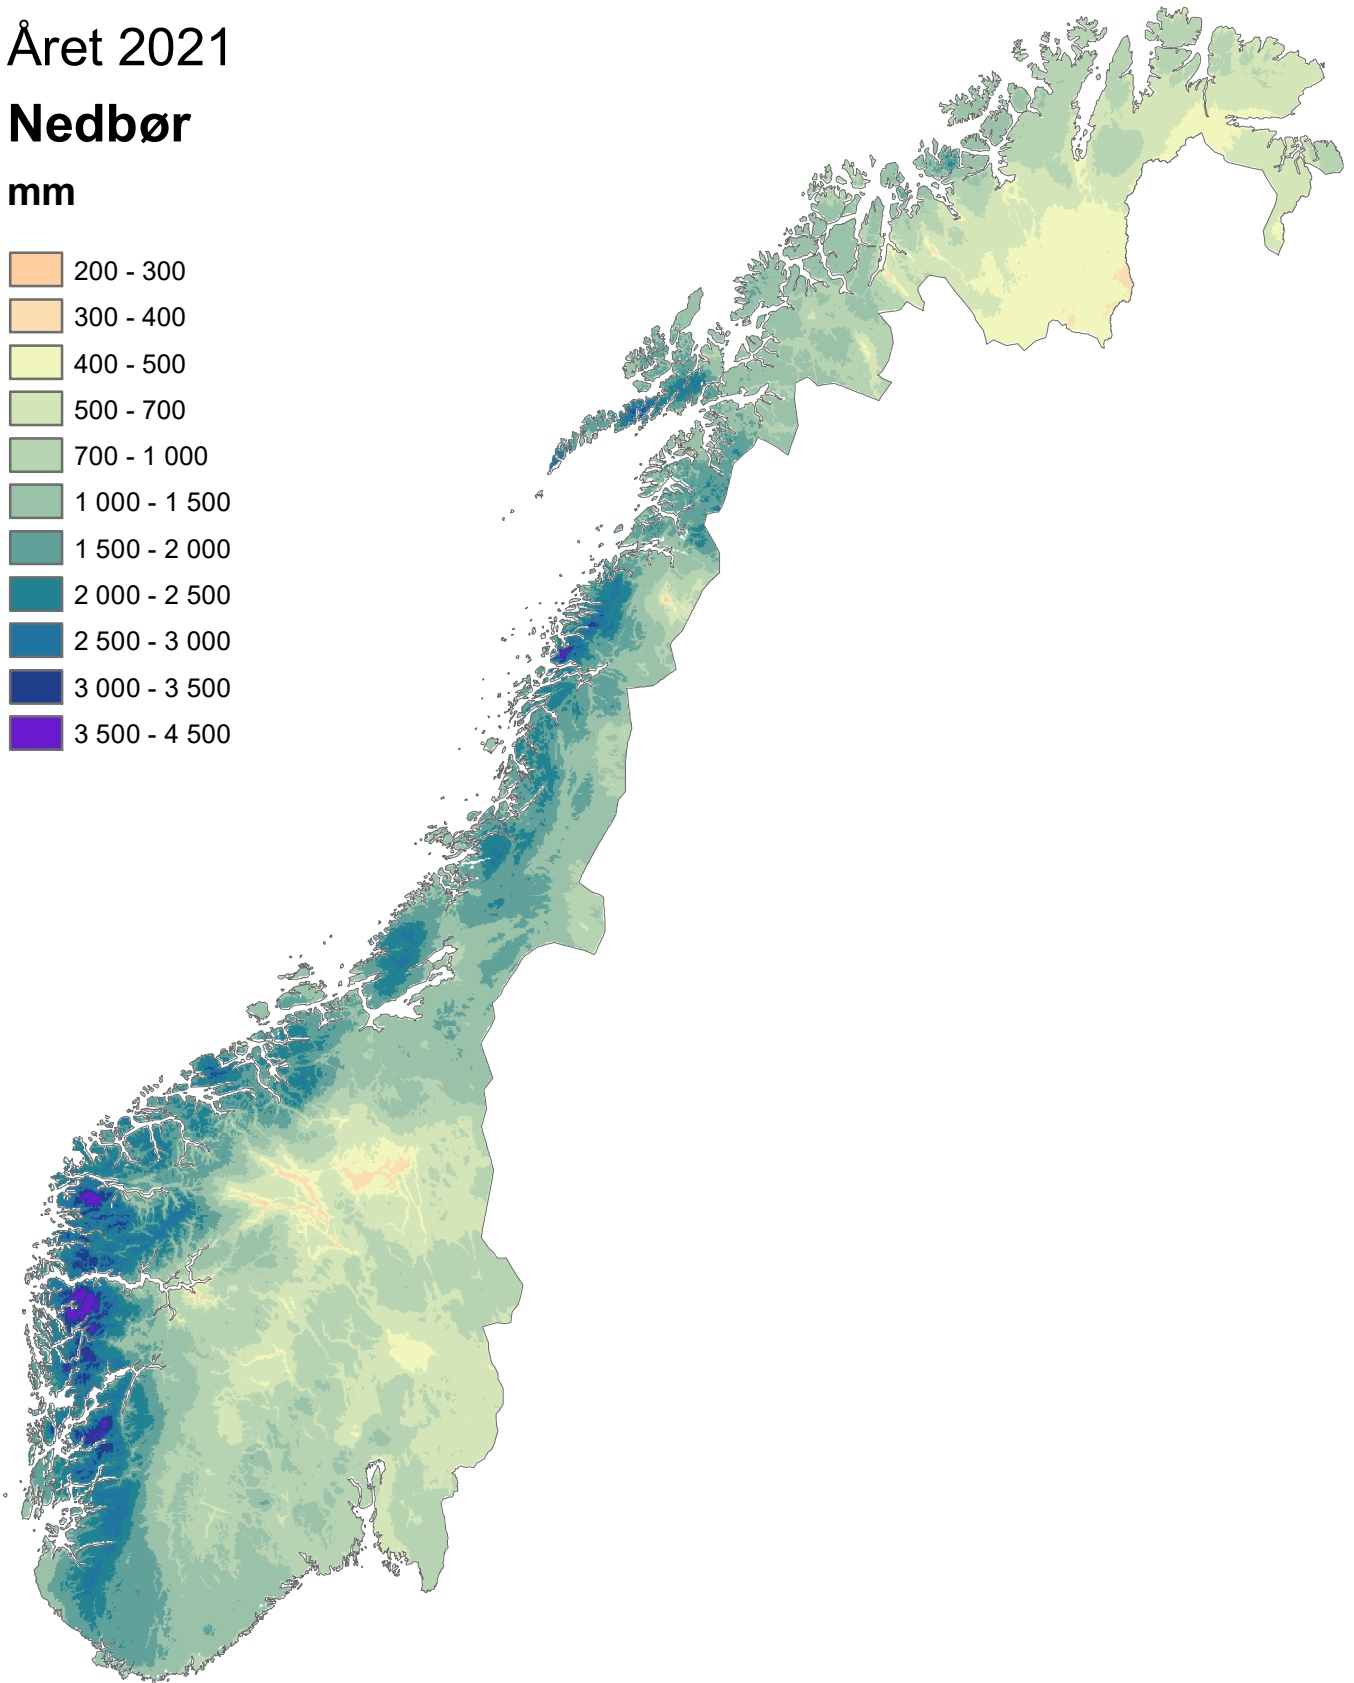 Året 2021
Nedbør
mm
200 - 300
300 - 400
400 - 500
500 - 700
700 - 1 000
1 000 - 1 500
1 500 - 2 000
2 000 - 2 500
2 500 - 3 000
3 000 - 3 500
3 500 - 4 500